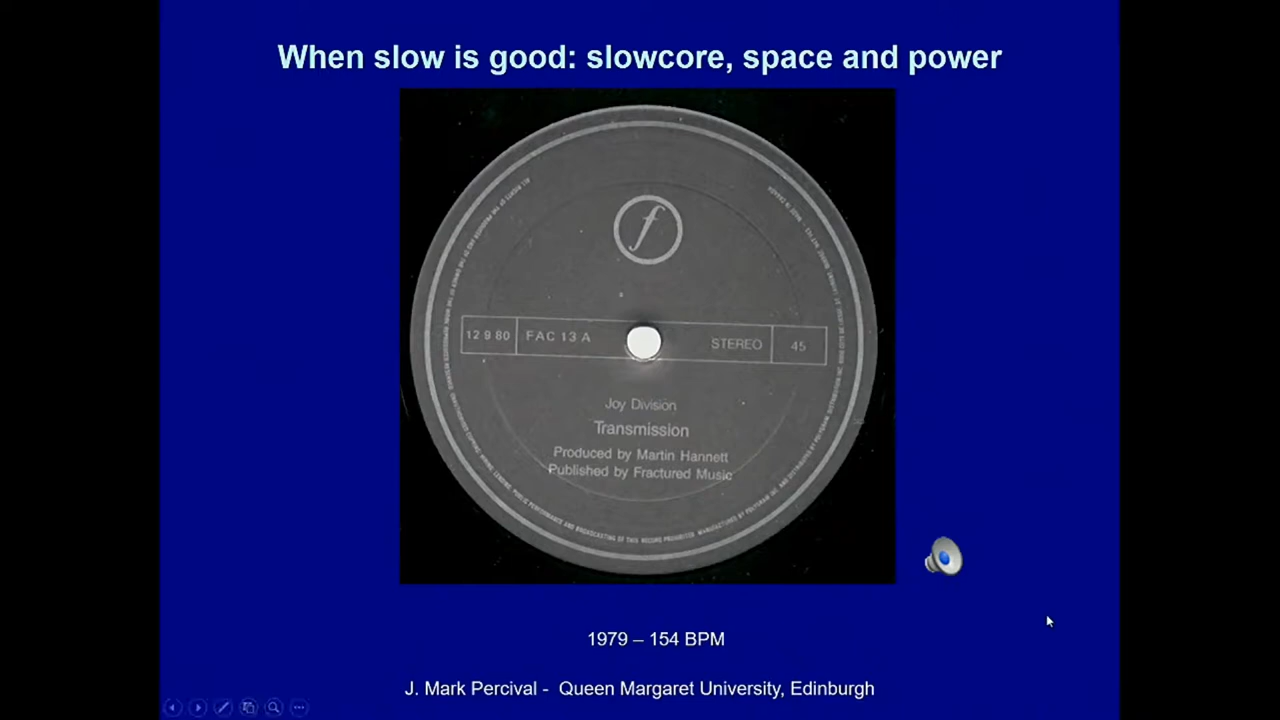 When slow is good: slowcore, space and power
f
12 9 80 FAC 13 A STEREO 45
Joy Division
Transmission
Produced by Martin Hannett
Published by Fractured Music
1979 – 154 BPM
J. Mark Percival - Queen Margaret University, Edinburgh